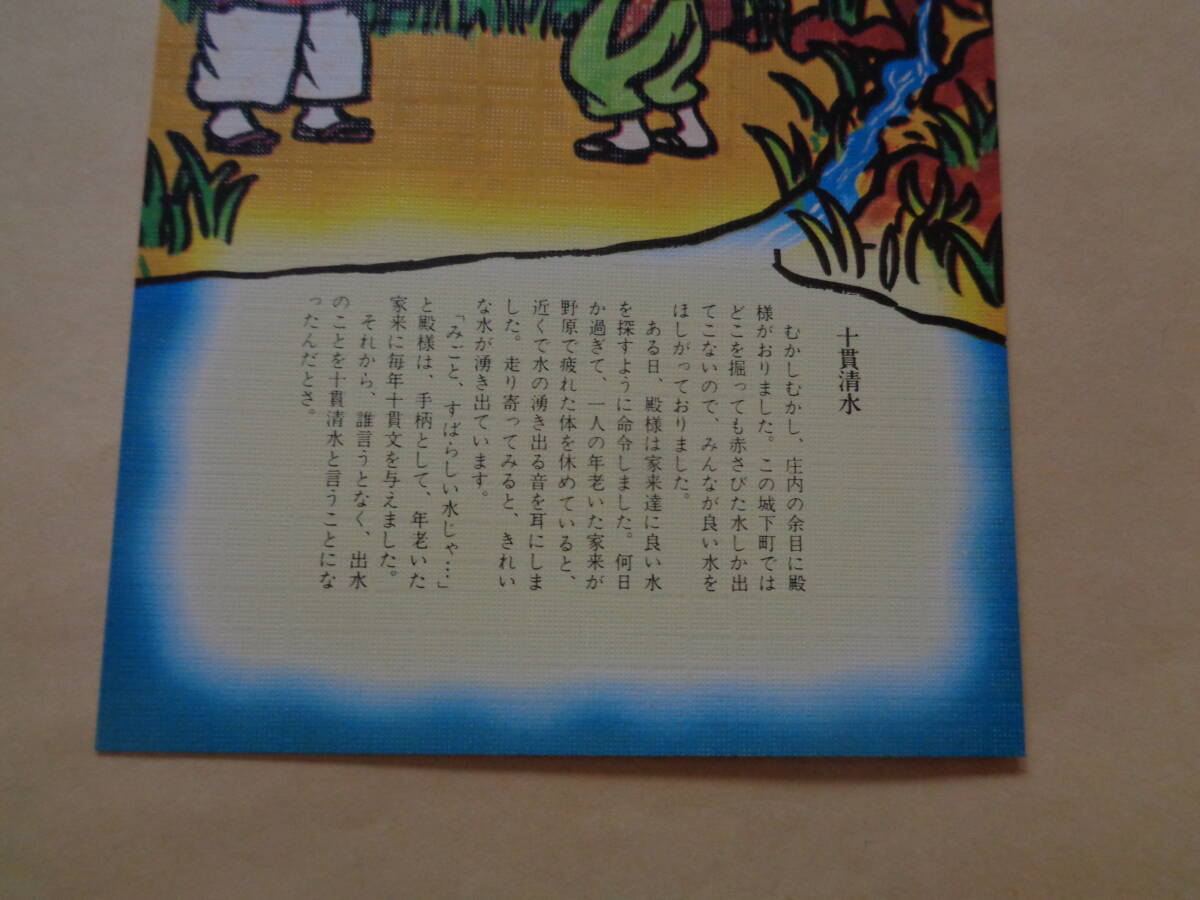 十貫清水
むかしむかし、庄内の余目に殿
様がおりました。この城下町では
どこを掘っても赤さびた水しか出
てこないので、みんなが良い水を
ほしがっておりました。
ある日、殿様は家来達に良い水
を探すように命令しました。何日
か過ぎて、一人の年老いた家来が
野原で疲れた体を休めていると、
近くで水の湧き出る音を耳にしま
した。走り寄ってみると、きれい
な水が湧き出ています。
「みごと、すばらしい水じゃ…」
と殿様は、手柄として、年老いた
家来に毎年十貫文を与えました。
それから、誰言うとなく、出水
のことを十貫清水と言うことにな
ったんだとさ。